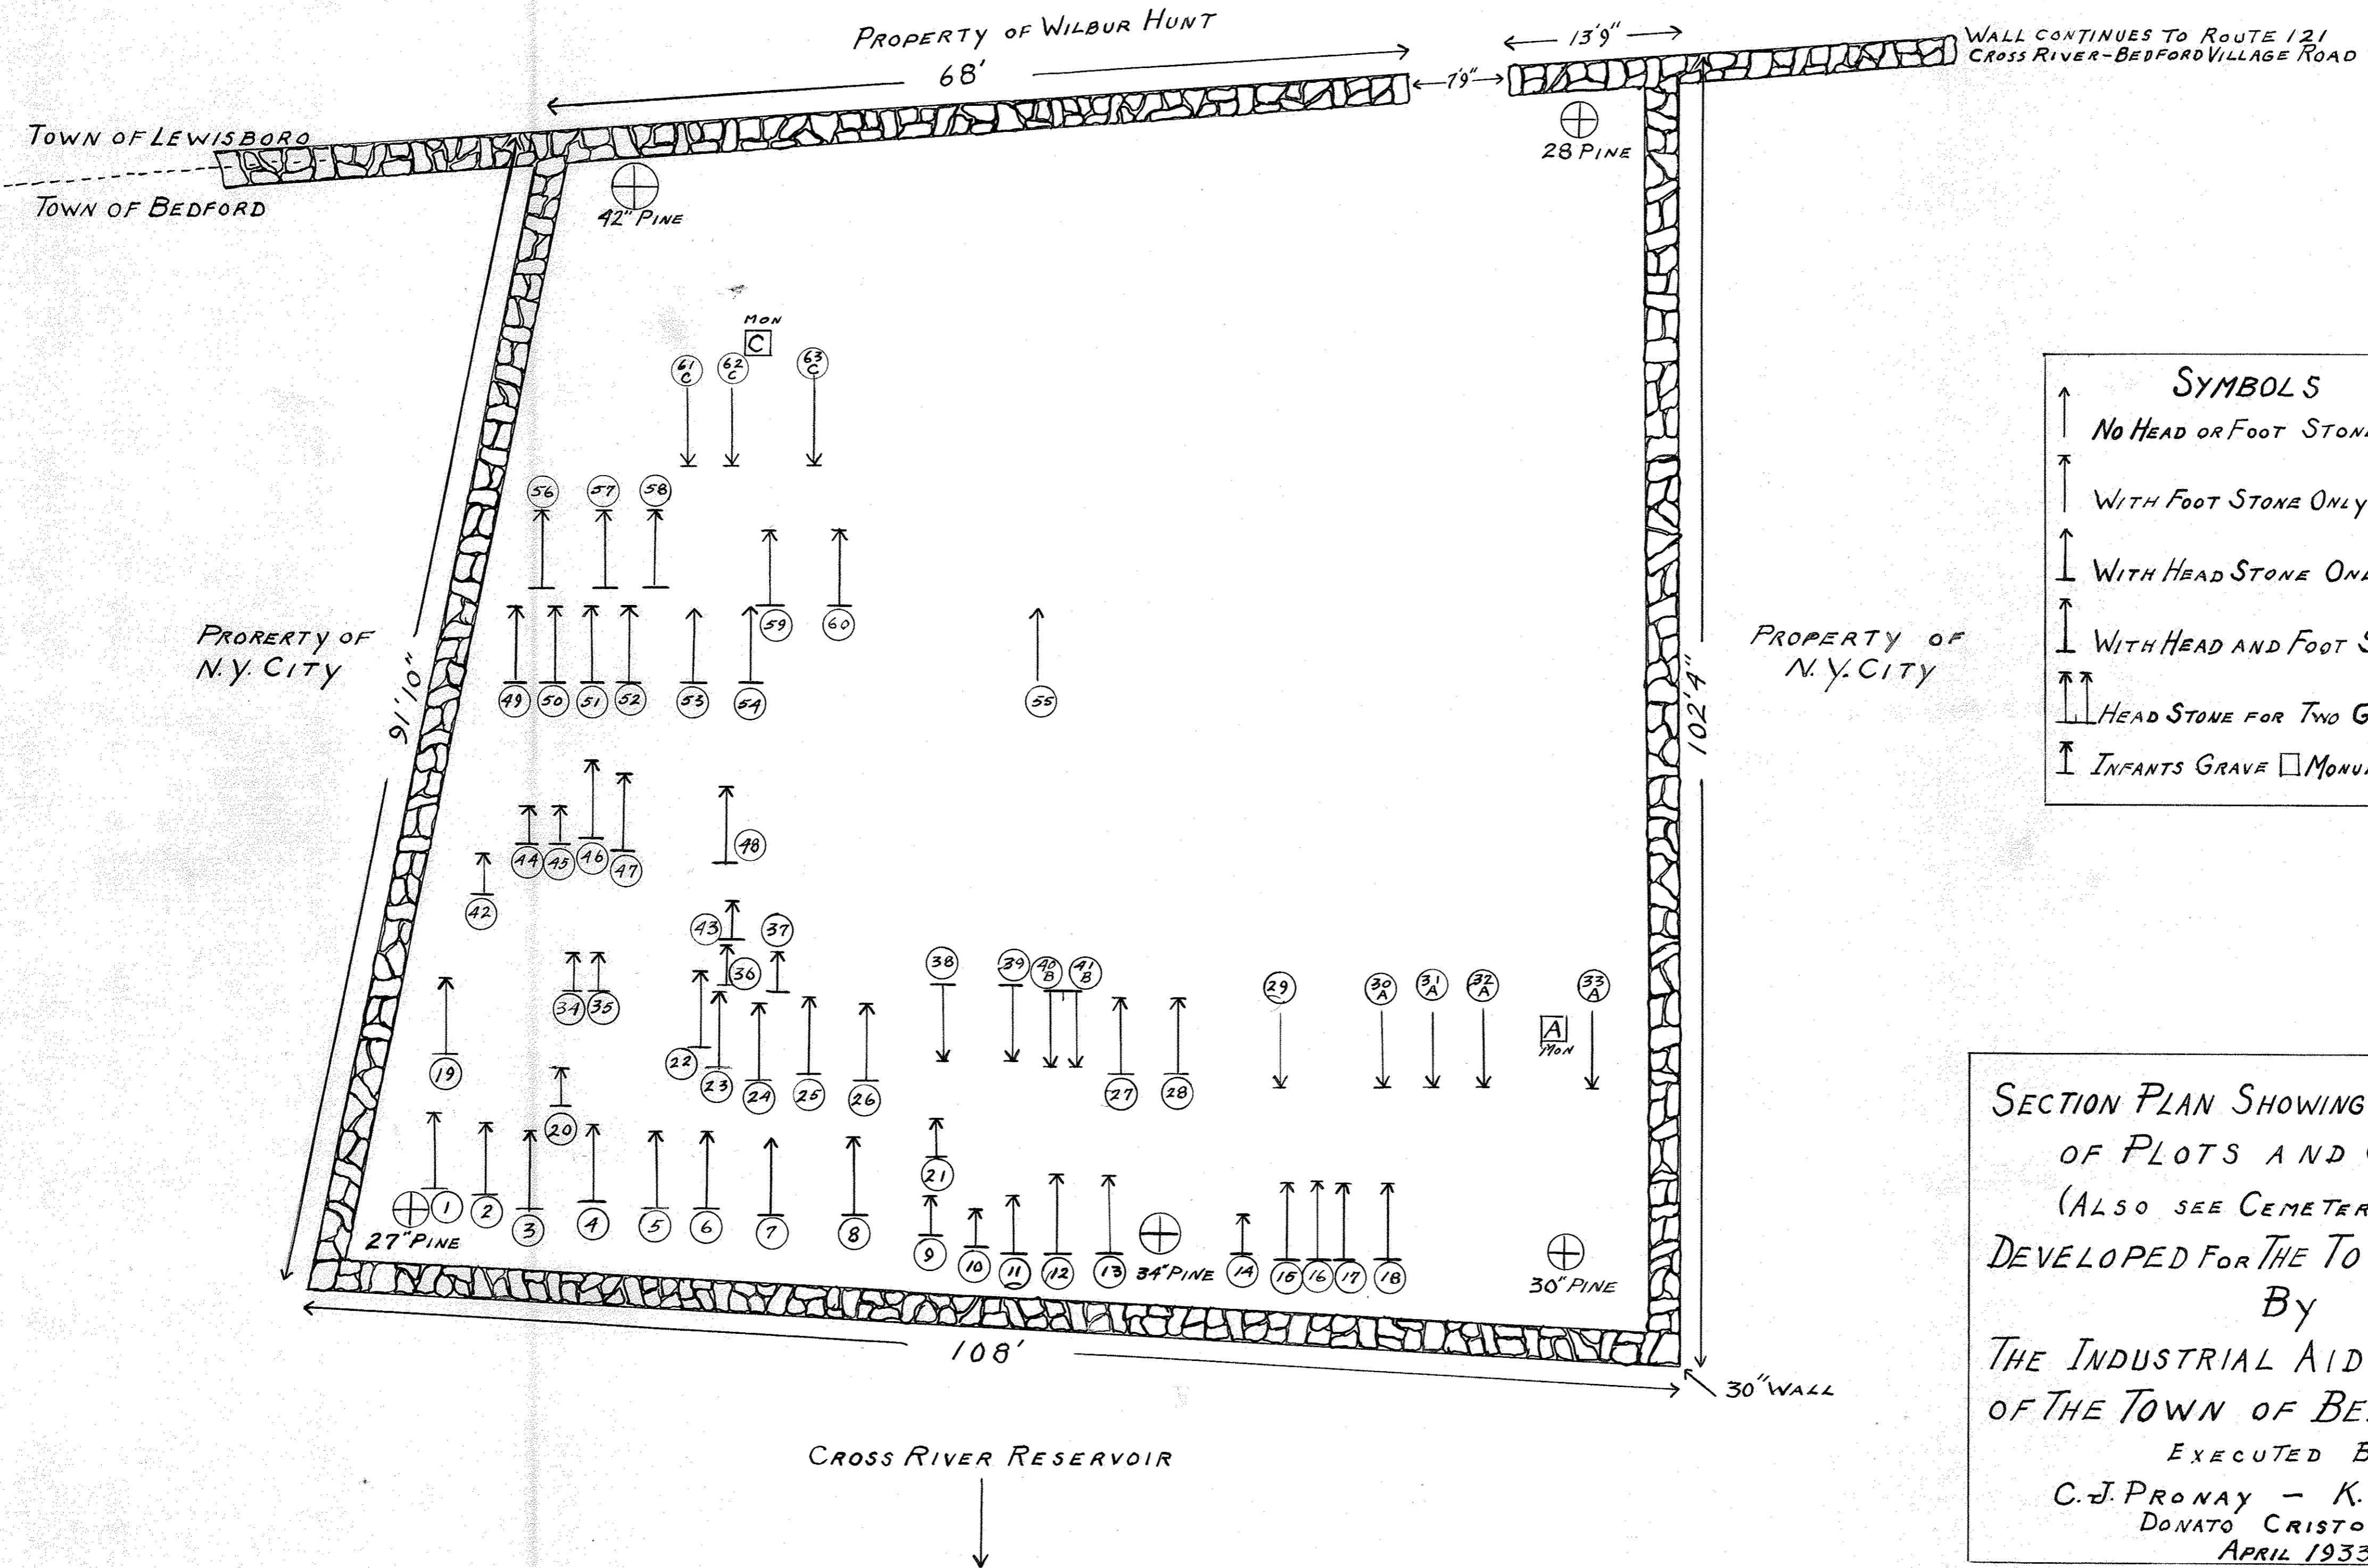 PROPERTY OF WILBUR HUNT
68'
13'9"
7'9"
WALL CONTINUES TO ROUTE 121
CROSS RIVER-BEDFORD VILLAGE ROAD
TOWN OF LEWISBORO
TOWN OF BEDFORD
42" PINE
28 PINE
MON
C
61 C
62 C
63 C
56
57
58
59
60
PRORERTY OF
N.Y. CITY
91'.10"
49
50
51
52
53
54
55
102'4"
PROPERTY OF
N.Y. CITY
SYMBOLS
NO HEAD OR FOOT STON
WITH FOOT STONE ONLY
WITH HEAD STONE ON
WITH HEAD AND FOOT S
HEAD STONE FOR TWO G
INFANTS GRAVE MONU
44
45
46
47
48
42
43
37
36
34
35
38
39
40 B
41 B
29
30 A
31 A
32 A
33 A
A
MON
19
22
23
24
25
26
27
28
20
21
1
2
3
4
5
6
7
8
9
10
11
12
13
14
15
16
17
18
27" PINE
34" PINE
30" PINE
108'
30" WALL
CROSS RIVER RESERVOIR
SECTION PLAN SHOWING
OF PLOTS AND
(ALSO SEE CEMETER
DEVELOPED FOR THE TO
BY
THE INDUSTRIAL AID
OF THE TOWN OF BE
EXECUTED B
C.J. PRONAY – K.
DONATO CRISTO
APRIL 1933